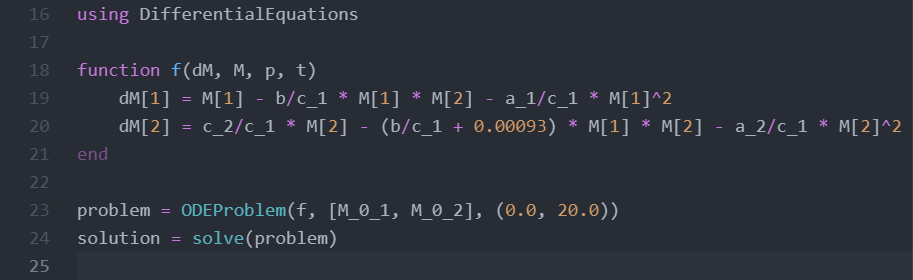 16 using DifferentialEquations
17
18 function f(dM, M, p, t)
19     dM[1] = M[1] - b/c_1 * M[1] * M[2] - a_1/c_1 * M[1]^2
20     dM[2] = c_2/c_1 * M[2] - (b/c_1 + 0.00093) * M[1] * M[2] - a_2/c_1 * M[2]^2
21 end
22
23 problem = ODEProblem(f, [M_0_1, M_0_2], (0.0, 20.0))
24 solution = solve(problem)
25